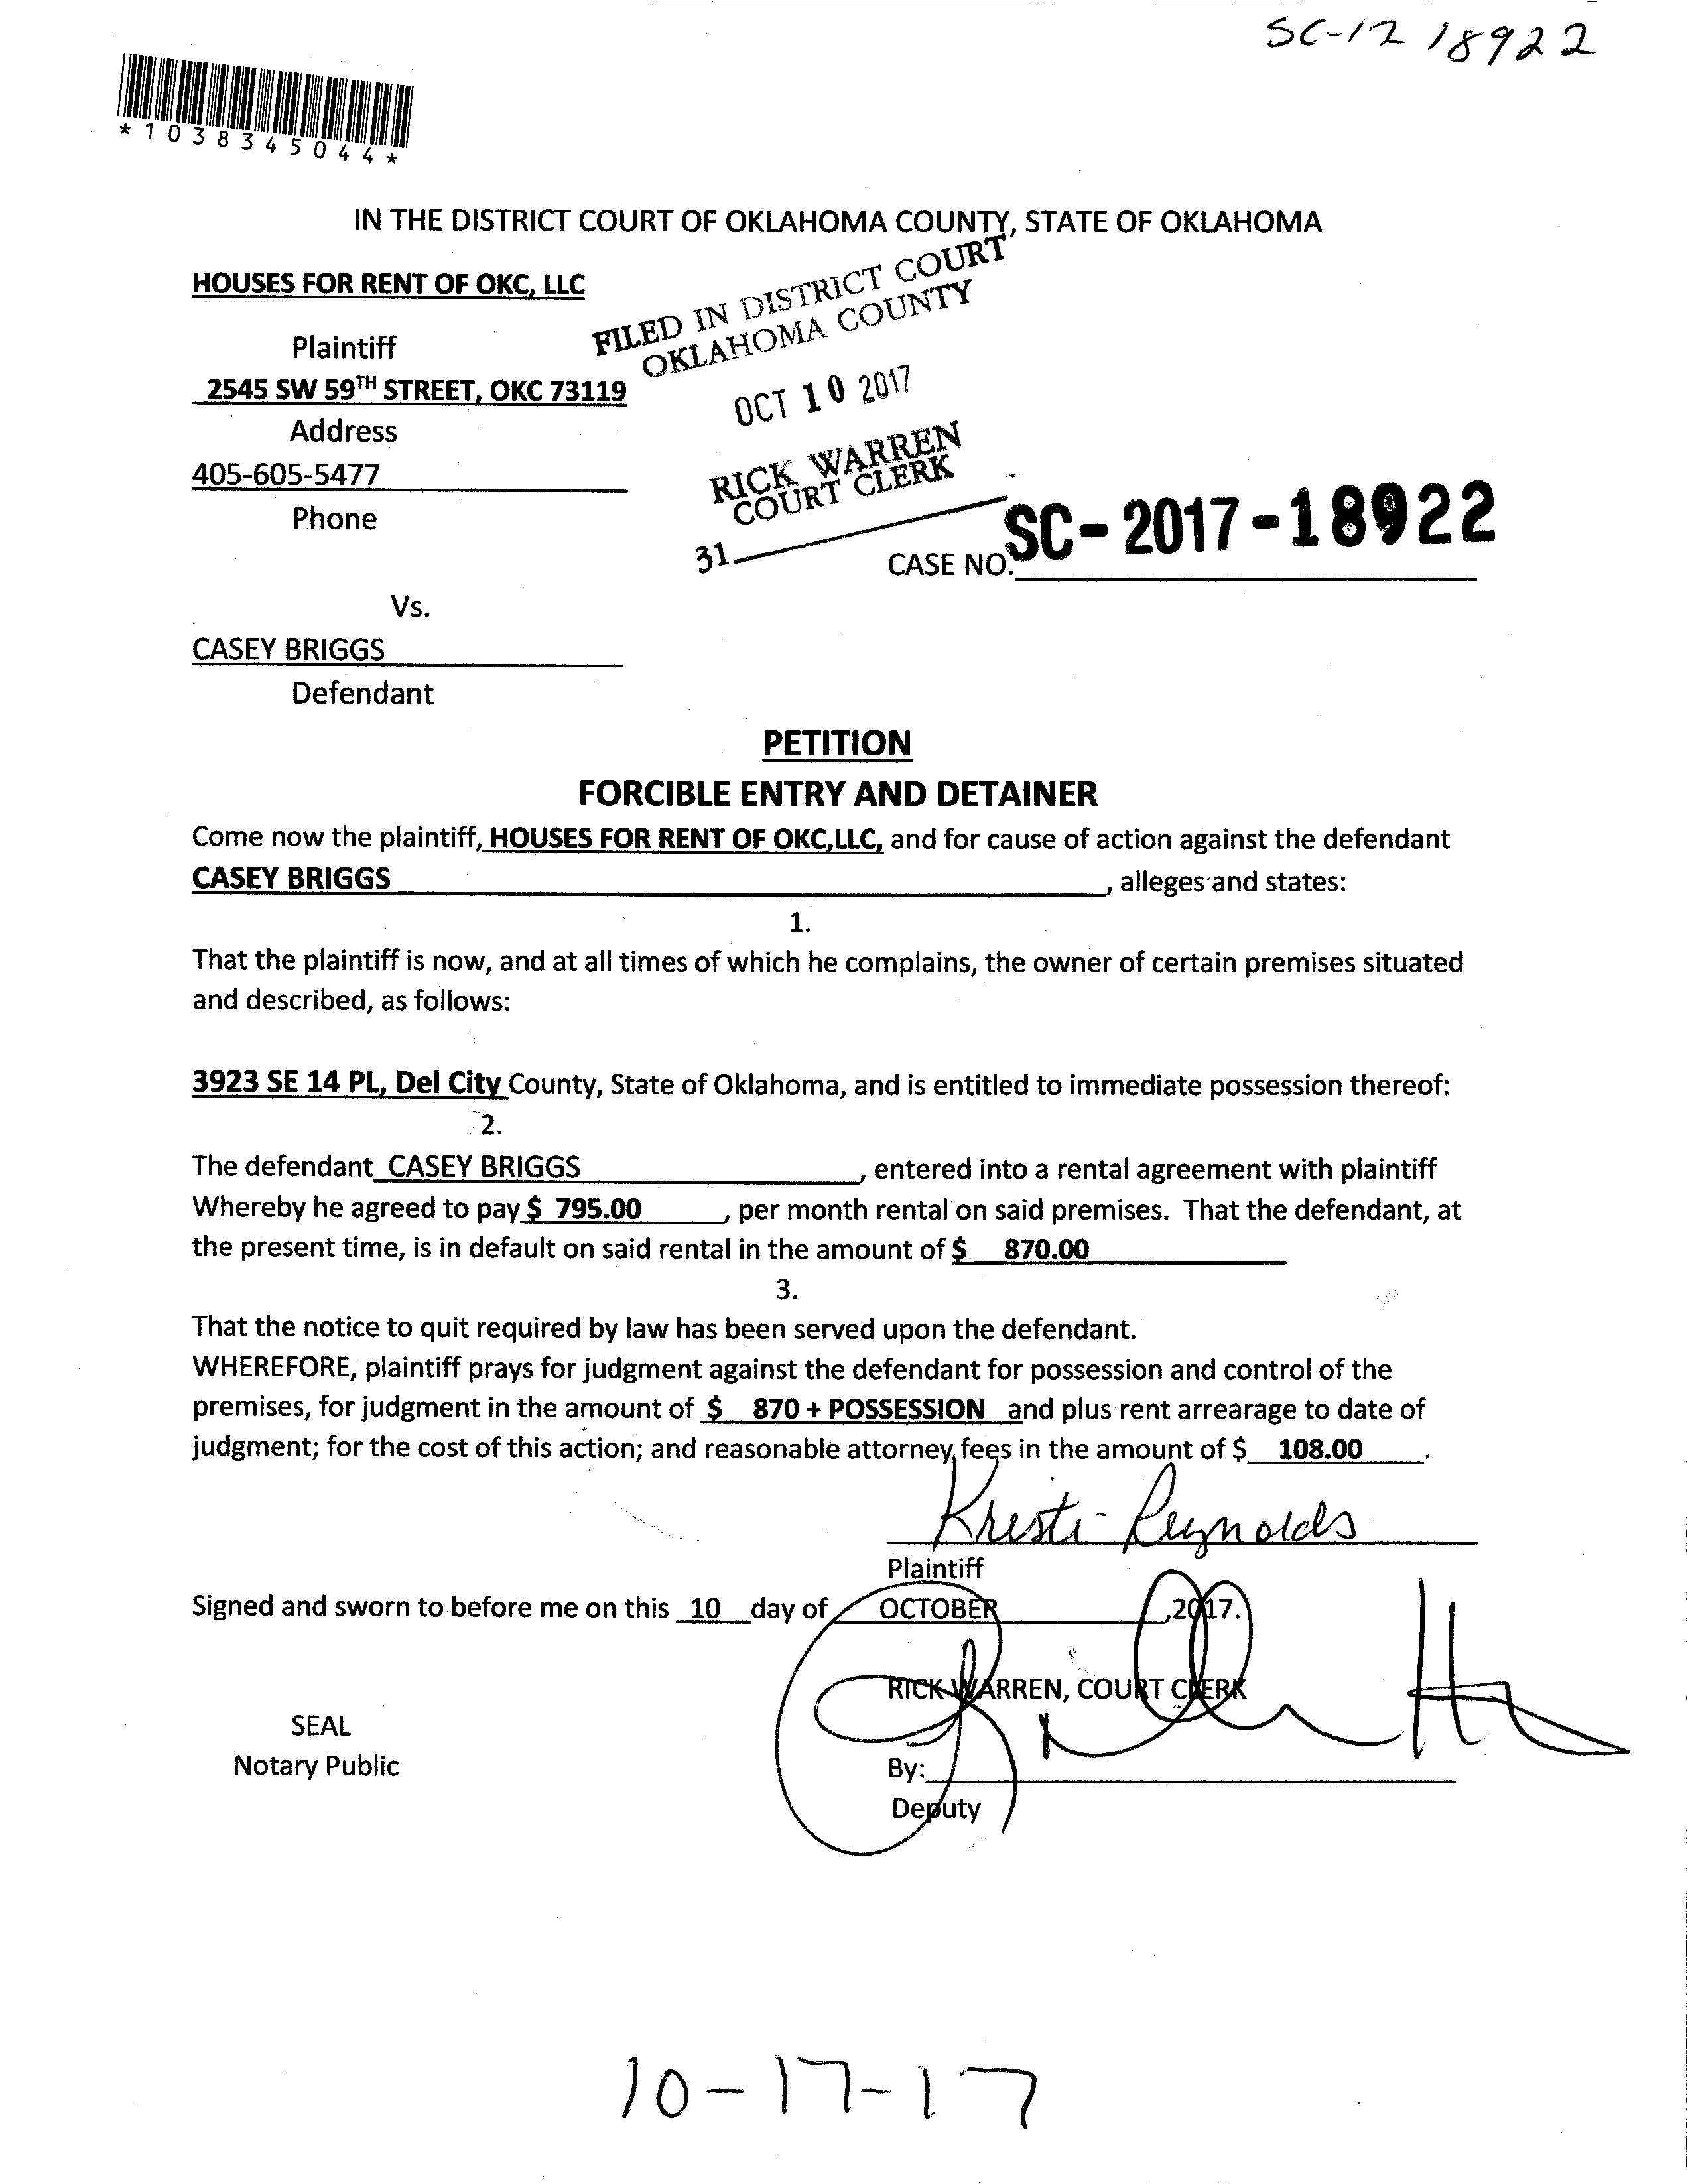 SC-17 18922
*1038345044*
IN THE DISTRICT COURT OF OKLAHOMA COUNTY, STATE OF OKLAHOMA
HOUSES FOR RENT OF OKC, LLC
Plaintiff
2545 SW 59TH STREET, OKC 73119
Address
405-605-5477
Phone
FILED IN DISTRICT COURT
OKLAHOMA COUNTY
OCT 10 2017
RICK WARREN
COURT CLERK
31
CASE NO. SC-2017-18922
Vs.
CASEY BRIGGS
Defendant
PETITION
FORCIBLE ENTRY AND DETAINER
Come now the plaintiff, HOUSES FOR RENT OF OKC,LLC, and for cause of action against the defendant
CASEY BRIGGS, alleges and states:
1.
That the plaintiff is now, and at all times of which he complains, the owner of certain premises situated
and described, as follows:
3923 SE 14 PL, Del City County, State of Oklahoma, and is entitled to immediate possession thereof:
2.
The defendant CASEY BRIGGS, entered into a rental agreement with plaintiff
Whereby he agreed to pay $ 795.00, per month rental on said premises. That the defendant, at
the present time, is in default on said rental in the amount of $ 870.00
3.
That the notice to quit required by law has been served upon the defendant.
WHEREFORE, plaintiff prays for judgment against the defendant for possession and control of the
premises, for judgment in the amount of $ 870 + POSSESSION and plus rent arrearage to date of
judgment; for the cost of this action; and reasonable attorney fees in the amount of $ 108.00.
Kristi Reynolds
Plaintiff
Signed and sworn to before me on this 10 day of OCTOBER ,2017.
RICK WARREN, COURT CLERK
SEAL
Notary Public
By:
Deputy
10-17-17